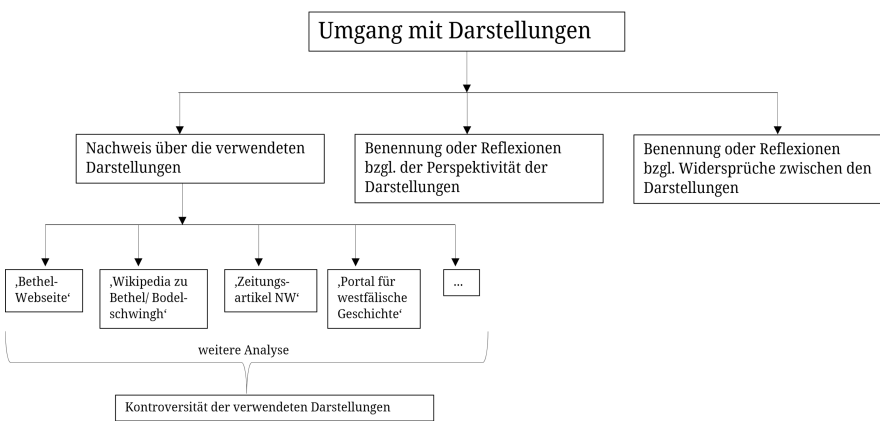 Umgang mit Darstellungen
Nachweis über die verwendeten
Darstellungen
Benennung oder Reflexionen
bzgl. der Perspektivität der
Darstellungen
Benennung oder Reflexionen
bzgl. Widersprüche zwischen den
Darstellungen
‚Bethel-
Webseite‘
‚Wikipedia zu
Bethel/ Bodel-
schwingh‘
‚Zeitungs-
artikel NW‘
‚Portal für
westfälische
Geschichte‘
...
weitere Analyse
Kontroversität der verwendeten Darstellungen